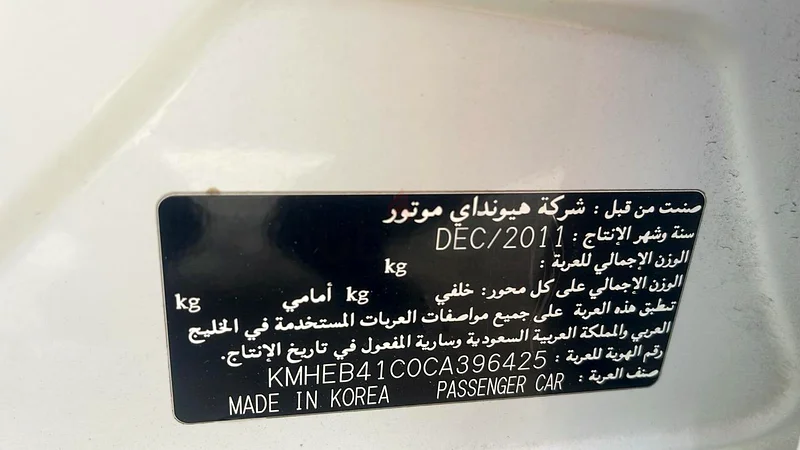 صنعت من قبل : شركة هيونداي موتور
سنة وشهر الإنتاج : DEC/2011
الوزن الإجمالي للعربة : kg
الوزن الإجمالي على كل محور: خلفي kg أمامي kg
تنطبق هذه العربة على جميع مواصفات العربات المستخدمة في الخليج
العربي والمملكة العربية السعودية وسارية المفعول في تاريخ الإنتاج.
رقم الهوية للعربة : KMHEB41C0CA396425
صنف العربة : PASSENGER CAR MADE IN KOREA